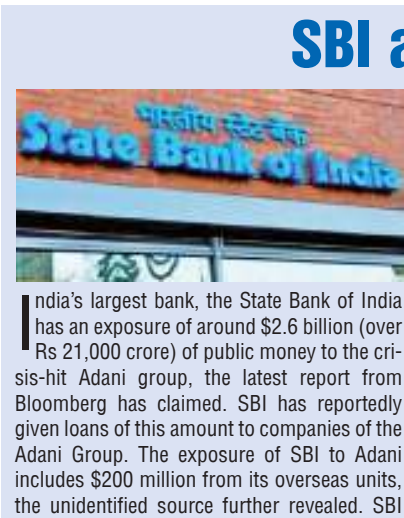 SBI a
भारतीय स्टेट बैंक
State Bank of India
India's largest bank, the State Bank of India
has an exposure of around $2.6 billion (over
Rs 21,000 crore) of public money to the cri-
sis-hit Adani group, the latest report from
Bloomberg has claimed. SBI has reportedly
given loans of this amount to companies of the
Adani Group. The exposure of SBI to Adani
includes $200 million from its overseas units,
the unidentified source further revealed. SBI